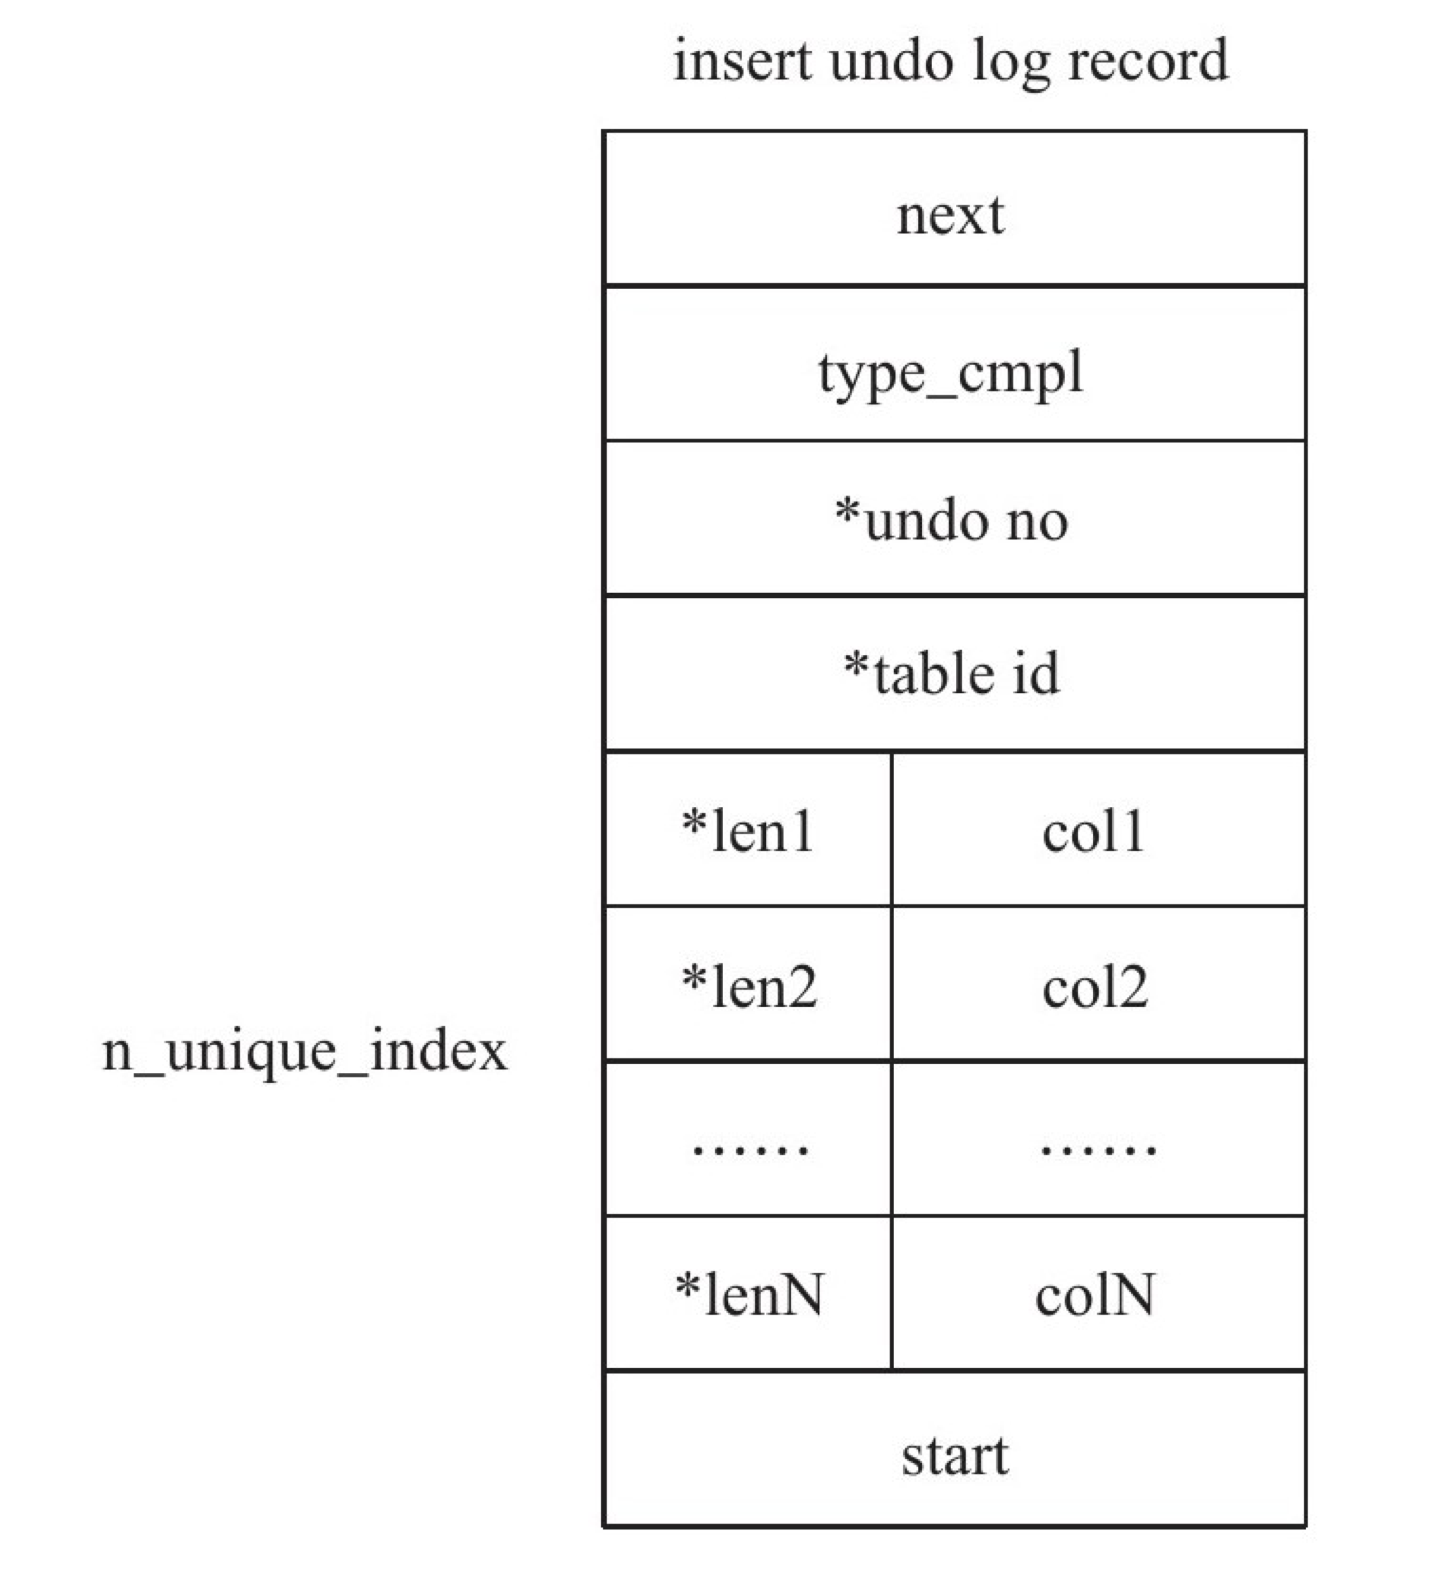 insert undo log record
next
type_cmpl
*undo no
*table id
*len1 col1
*len2 col2
n_unique_index
…… ……
*lenN colN
start